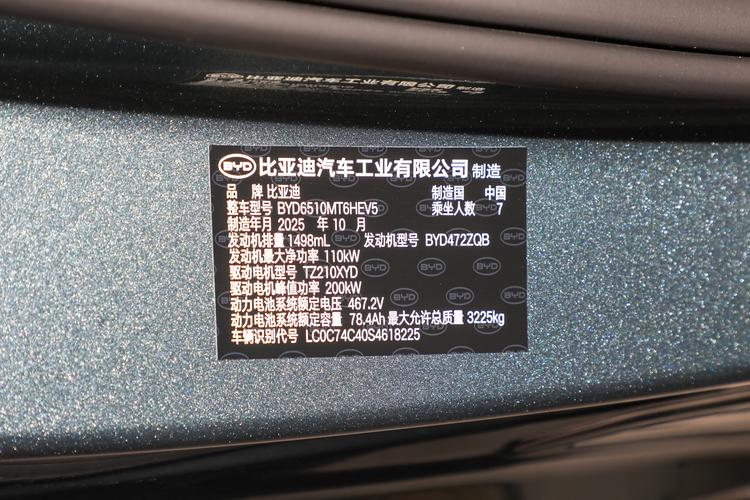 BYD 比亚迪汽车工业有限公司 制造
品 牌 比亚迪 制造国 中国
整车型号 BYD6510MT6HEV5 乘坐人数 7
制造年月 2025 年 10 月
发动机排量 1498mL 发动机型号 BYD472ZQB
发动机最大净功率 110kW
驱动电机型号 TZ210XYD
驱动电机峰值功率 200kW
动力电池系统额定电压 467.2V
动力电池系统额定容量 78.4Ah 最大允许总质量 3225kg
车辆识别代号 LC0C74C40S4618225